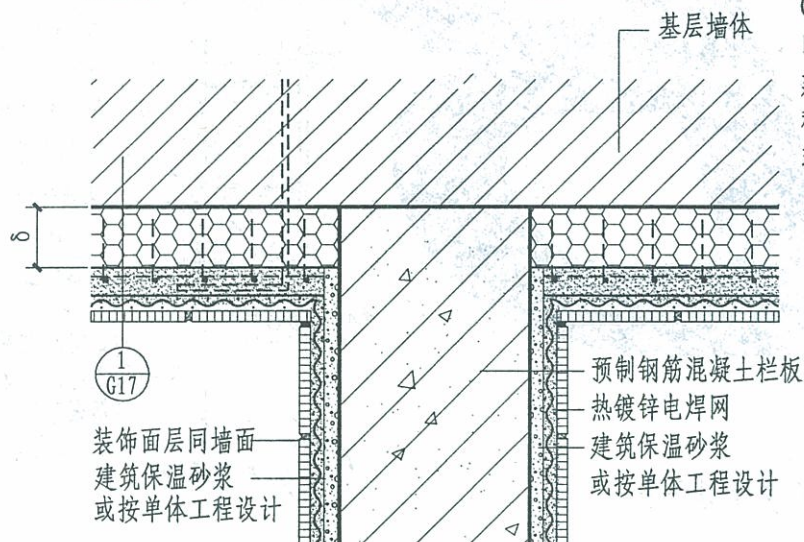 基层墙体
δ
1
G17
装饰面层同墙面
建筑保温砂浆
或按单体工程设计
预制钢筋混凝土栏板
热镀锌电焊网
建筑保温砂浆
或按单体工程设计